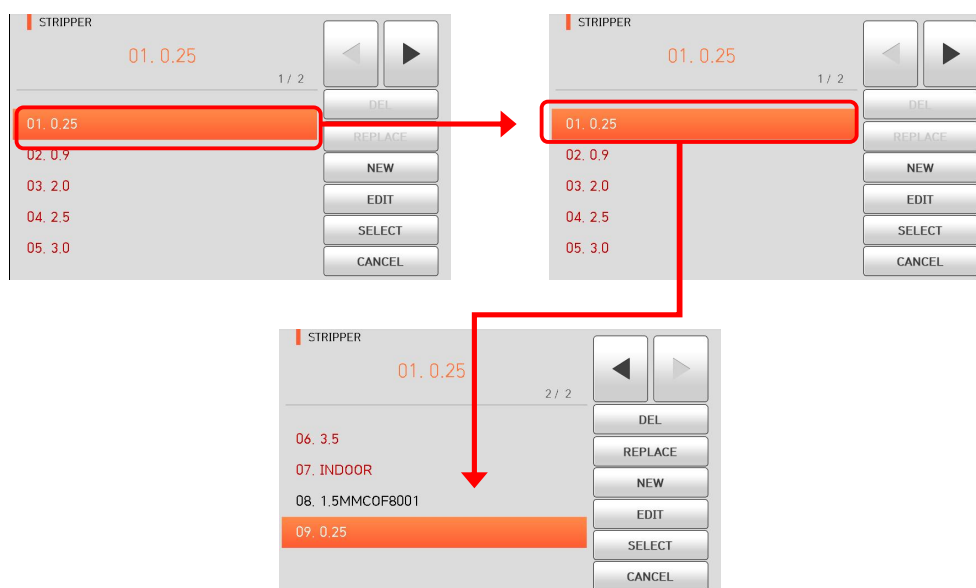 STRIPPER
01. 0.25
1 / 2
01. 0.25
02. 0.9
03. 2.0
04. 2.5
05. 3.0
DEL
REPLACE
NEW
EDIT
SELECT
CANCEL
STRIPPER
01. 0.25
1 / 2
01. 0.25
02. 0.9
03. 2.0
04. 2.5
05. 3.0
DEL
REPLACE
NEW
EDIT
SELECT
CANCEL
STRIPPER
01. 0.25
2 / 2
06. 3.5
07. INDOOR
08. 1.5MMCOF8001
09. 0.25
DEL
REPLACE
NEW
EDIT
SELECT
CANCEL